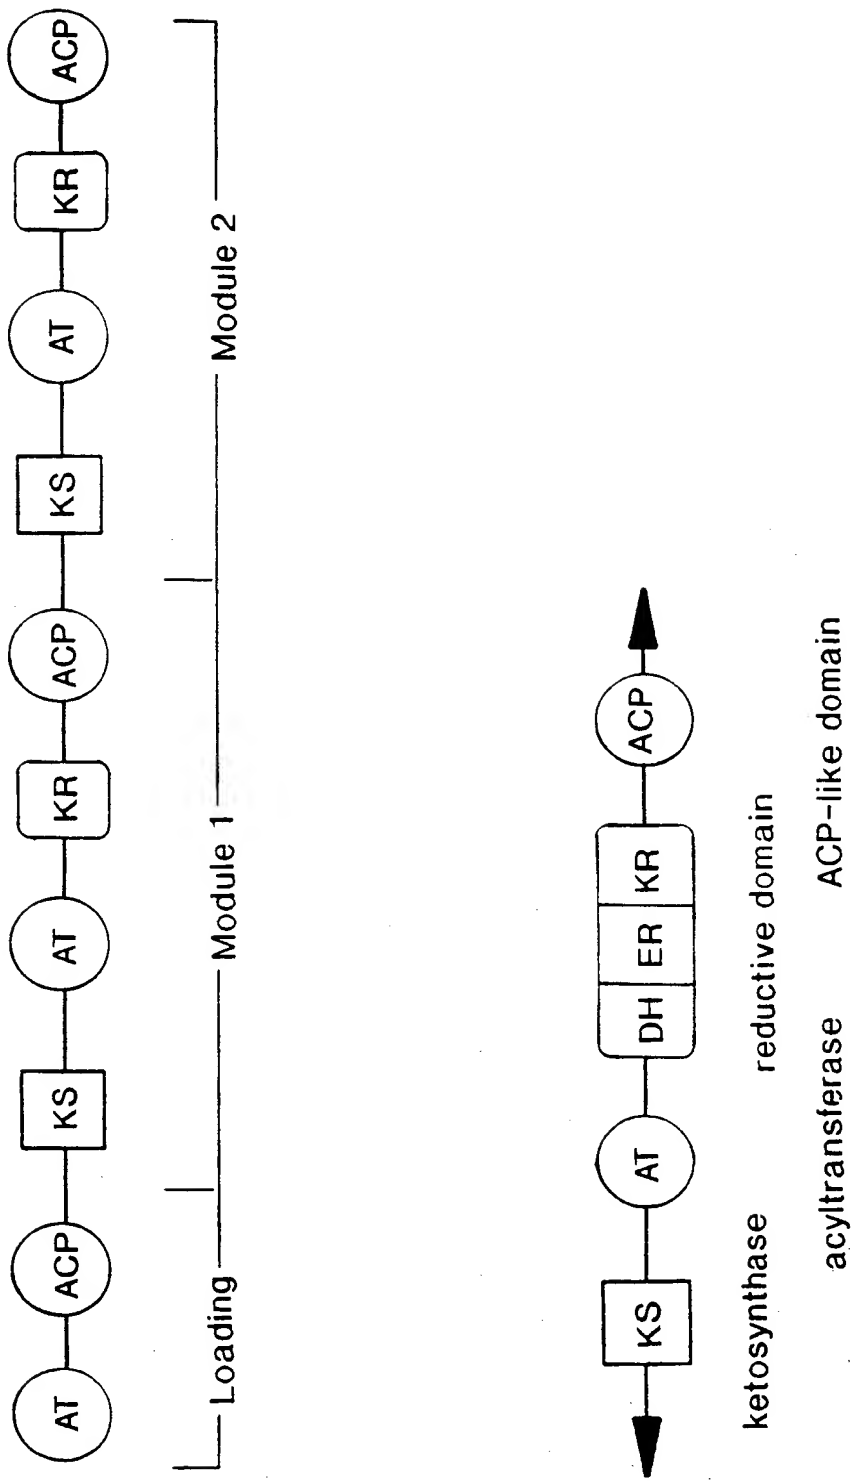 AT ACP KS AT KR ACP KS AT KR ACP
Loading Module 1 Module 2
KS AT DH ER KR ACP
ketosynthase reductive domain
acyltransferase ACP-like domain